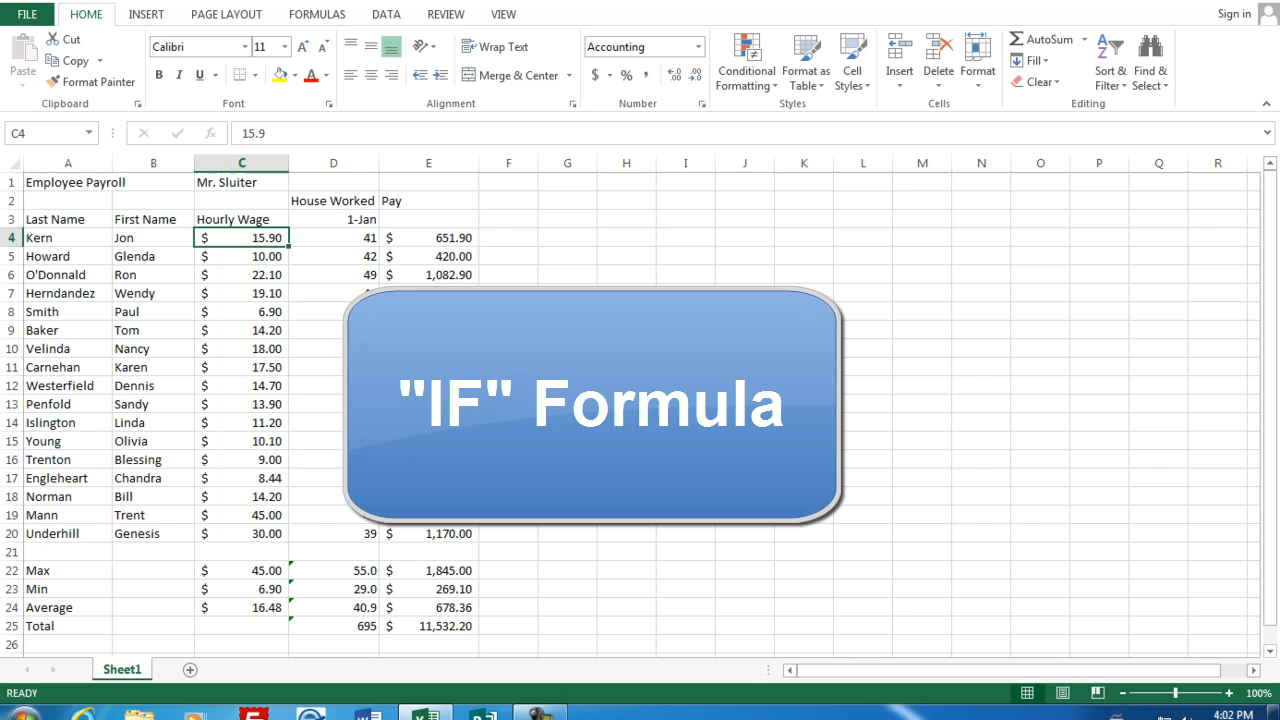 FILE HOME INSERT PAGE LAYOUT FORMULAS DATA REVIEW VIEW Sign in
Cut
Copy
Format Painter
Paste
Clipboard
Calibri 11
B I U
Font
Wrap Text
Merge & Center
Alignment
Accounting
$ % ,
Number
Conditional Formatting
Format as Table
Cell Styles
Styles
Insert Delete Format
Cells
AutoSum
Fill
Clear
Sort & Filter
Find & Select
Editing
C4 fx 15.9
A B C D E F G H I J K L M N O P Q R
1 Employee Payroll Mr. Sluiter
2 House Worked Pay
3 Last Name First Name Hourly Wage 1-Jan
4 Kern Jon $ 15.90 41 $ 651.90
5 Howard Glenda $ 10.00 42 $ 420.00
6 O'Donnald Ron $ 22.10 49 $ 1,082.90
7 Herndandez Wendy $ 19.10
8 Smith Paul $ 6.90
9 Baker Tom $ 14.20
10 Velinda Nancy $ 18.00
11 Carnehan Karen $ 17.50
12 Westerfield Dennis $ 14.70
13 Penfold Sandy $ 13.90
14 Islington Linda $ 11.20
15 Young Olivia $ 10.10
16 Trenton Blessing $ 9.00
17 Engleheart Chandra $ 8.44
18 Norman Bill $ 14.20
19 Mann Trent $ 45.00
20 Underhill Genesis $ 30.00 39 $ 1,170.00
21
22 Max $ 45.00 55.0 $ 1,845.00
23 Min $ 6.90 29.0 $ 269.10
24 Average $ 16.48 40.9 $ 678.36
25 Total 695 $ 11,532.20
26
"IF" Formula
Sheet1
READY 100%
4:02 PM